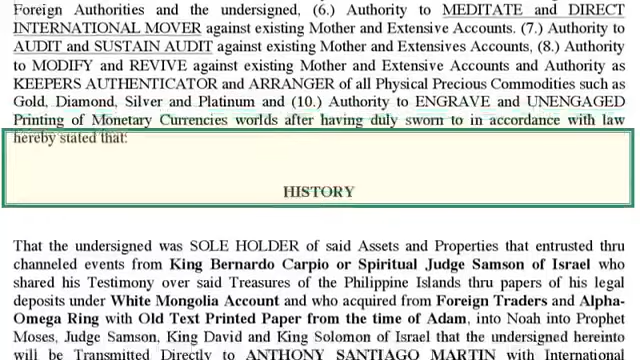 Foreign Authorities and the undersigned, (6.) Authority to MEDITATE and DIRECT
INTERNATIONAL MOVER against existing Mother and Extensive Accounts. (7.) Authority to
AUDIT and SUSTAIN AUDIT against existing Mother and Extensives Accounts, (8.) Authority
to MODIFY and REVIVE against existing Mother and Extensive Accounts and Authority as
KEEPERS AUTHENTICATOR and ARRANGER of all Physical Precious Commodities such as
Gold, Diamond, Silver and Platinum and (10.) Authority to ENGRAVE and UNENGAGED
Printing of Monetary Currencies worlds after having duly sworn to in accordance with law
hereby stated that:
HISTORY
That the undersigned was SOLE HOLDER of said Assets and Properties that entrusted thru
channeled events from King Bernardo Carpio or Spiritual Judge Samson of Israel who
shared his Testimony over said Treasures of the Philippine Islands thru papers of his legal
deposits under White Mongolia Account and who acquired from Foreign Traders and Alpha-
Omega Ring with Old Text Printed Paper from the time of Adam, into Noah into Prophet
Moses, Judge Samson, King David and King Solomon of Israel that the undersigned hereinto
will be Transmitted Directly to ANTHONY SANTIAGO MARTIN with International